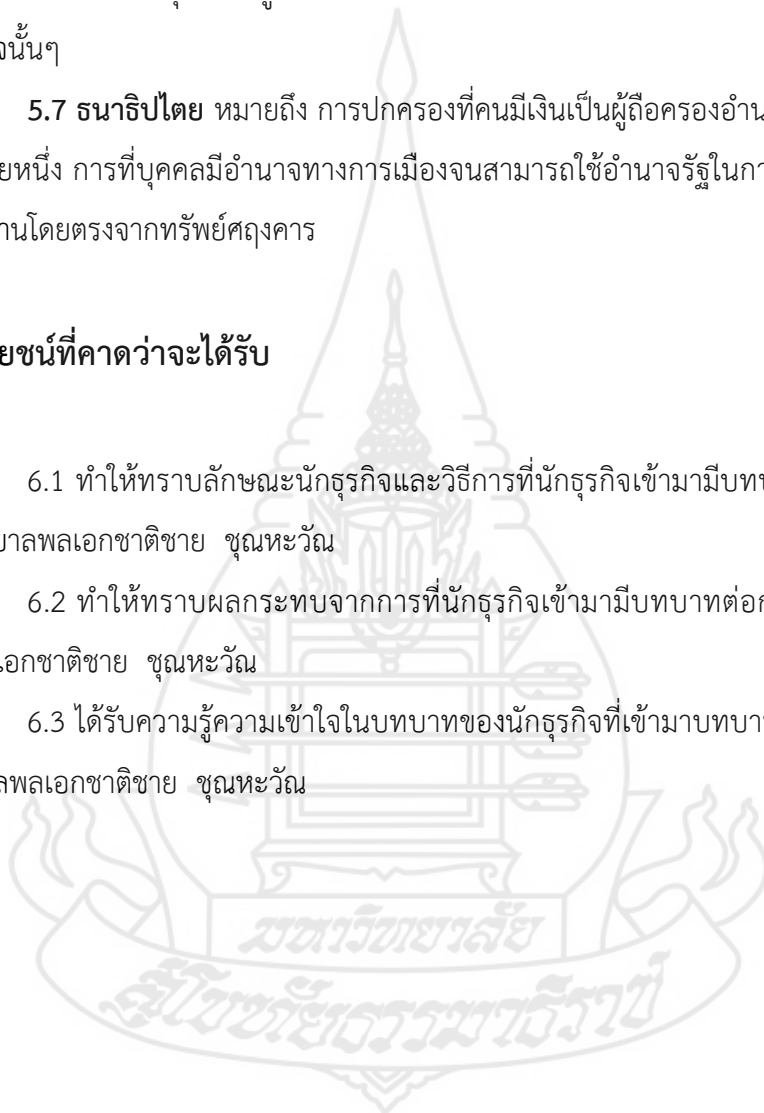 จนั้นๆ
5.7 ธนาธิปไตย หมายถึง การปกครองที่คนมีเงินเป็นผู้ถือครองอำน
ยหนึ่ง การที่บุคคลมีอำนาจทางการเมืองจนสามารถใช้อำนาจรัฐในกา
านโดยตรงจากทรัพย์ศฤงคาร
ยชน์ที่คาดว่าจะได้รับ
6.1 ทำให้ทราบลักษณะนักธุรกิจและวิธีการที่นักธุรกิจเข้ามามีบทบ
บาลพลเอกชาติชาย ชุณหะวัณ
6.2 ทำให้ทราบผลกระทบจากการที่นักธุรกิจเข้ามามีบทบาทต่อก
เอกชาติชาย ชุณหะวัณ
6.3 ได้รับความรู้ความเข้าใจในบทบาทของนักธุรกิจที่เข้ามาบทบา
ลพลเอกชาติชาย ชุณหะวัณ
มหาวิทยาลัย
สุโขทัยธรรมาธิราช